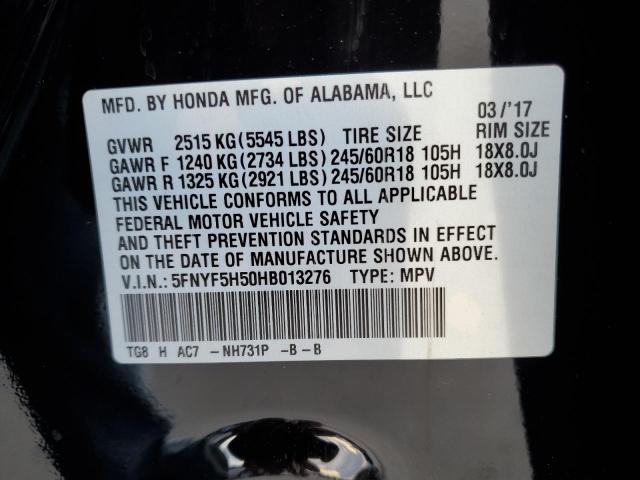 MFD. BY HONDA MFG. OF ALABAMA, LLC
03 /'17
GVWR 2515 KG(5545 LBS) TIRE SIZE RIM SIZE
GAWR F 1240 KG(2734 LBS) 245/60R18 105H 18X8.0J
GAWR R 1325 KG(2921 LBS) 245/60R18 105H 18X8.0J
THIS VEHICLE CONFORMS TO ALL APPLICABLE
FEDERAL MOTOR VEHICLE SAFETY
AND THEFT PREVENTION STANDARDS IN EFFECT
ON THE DATE OF MANUFACTURE SHOWN ABOVE.
V.I.N.: 5FNYF5H50HB013276 TYPE: MPV
TG8 H AC7 - NH731P -B - B